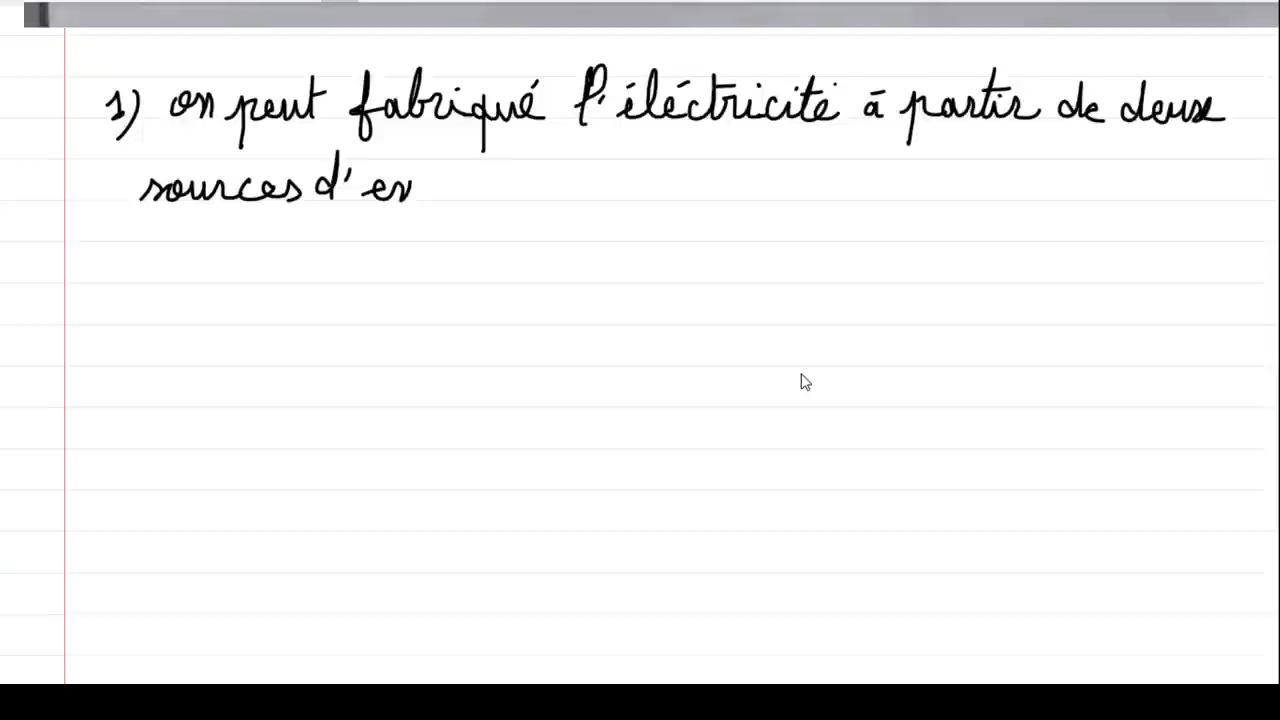 1) on peut fabriqué l'éléctricité à partir de deux
sources d'en